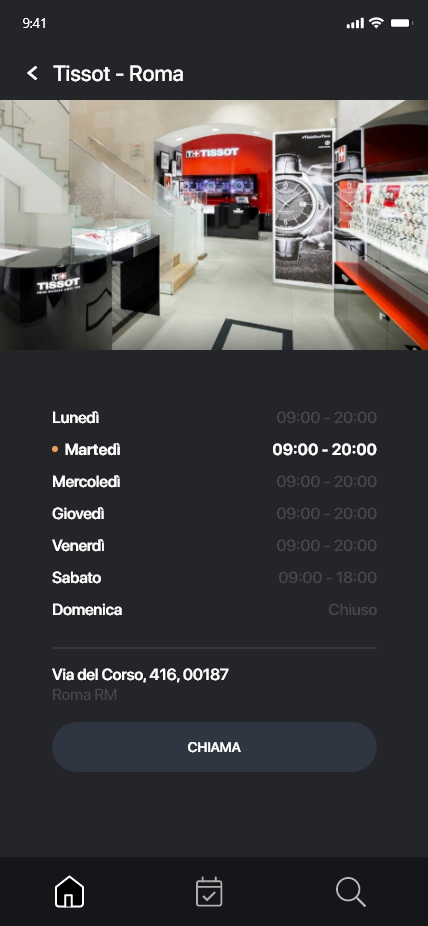 9:41
Tissot - Roma
T+TISSOT
T+
TISSOT
Lunedì 09:00 - 20:00
Martedì 09:00 - 20:00
Mercoledì 09:00 - 20:00
Giovedì 09:00 - 20:00
Venerdì 09:00 - 20:00
Sabato 09:00 - 18:00
Domenica Chiuso
Via del Corso, 416, 00187
Roma RM
CHIAMA